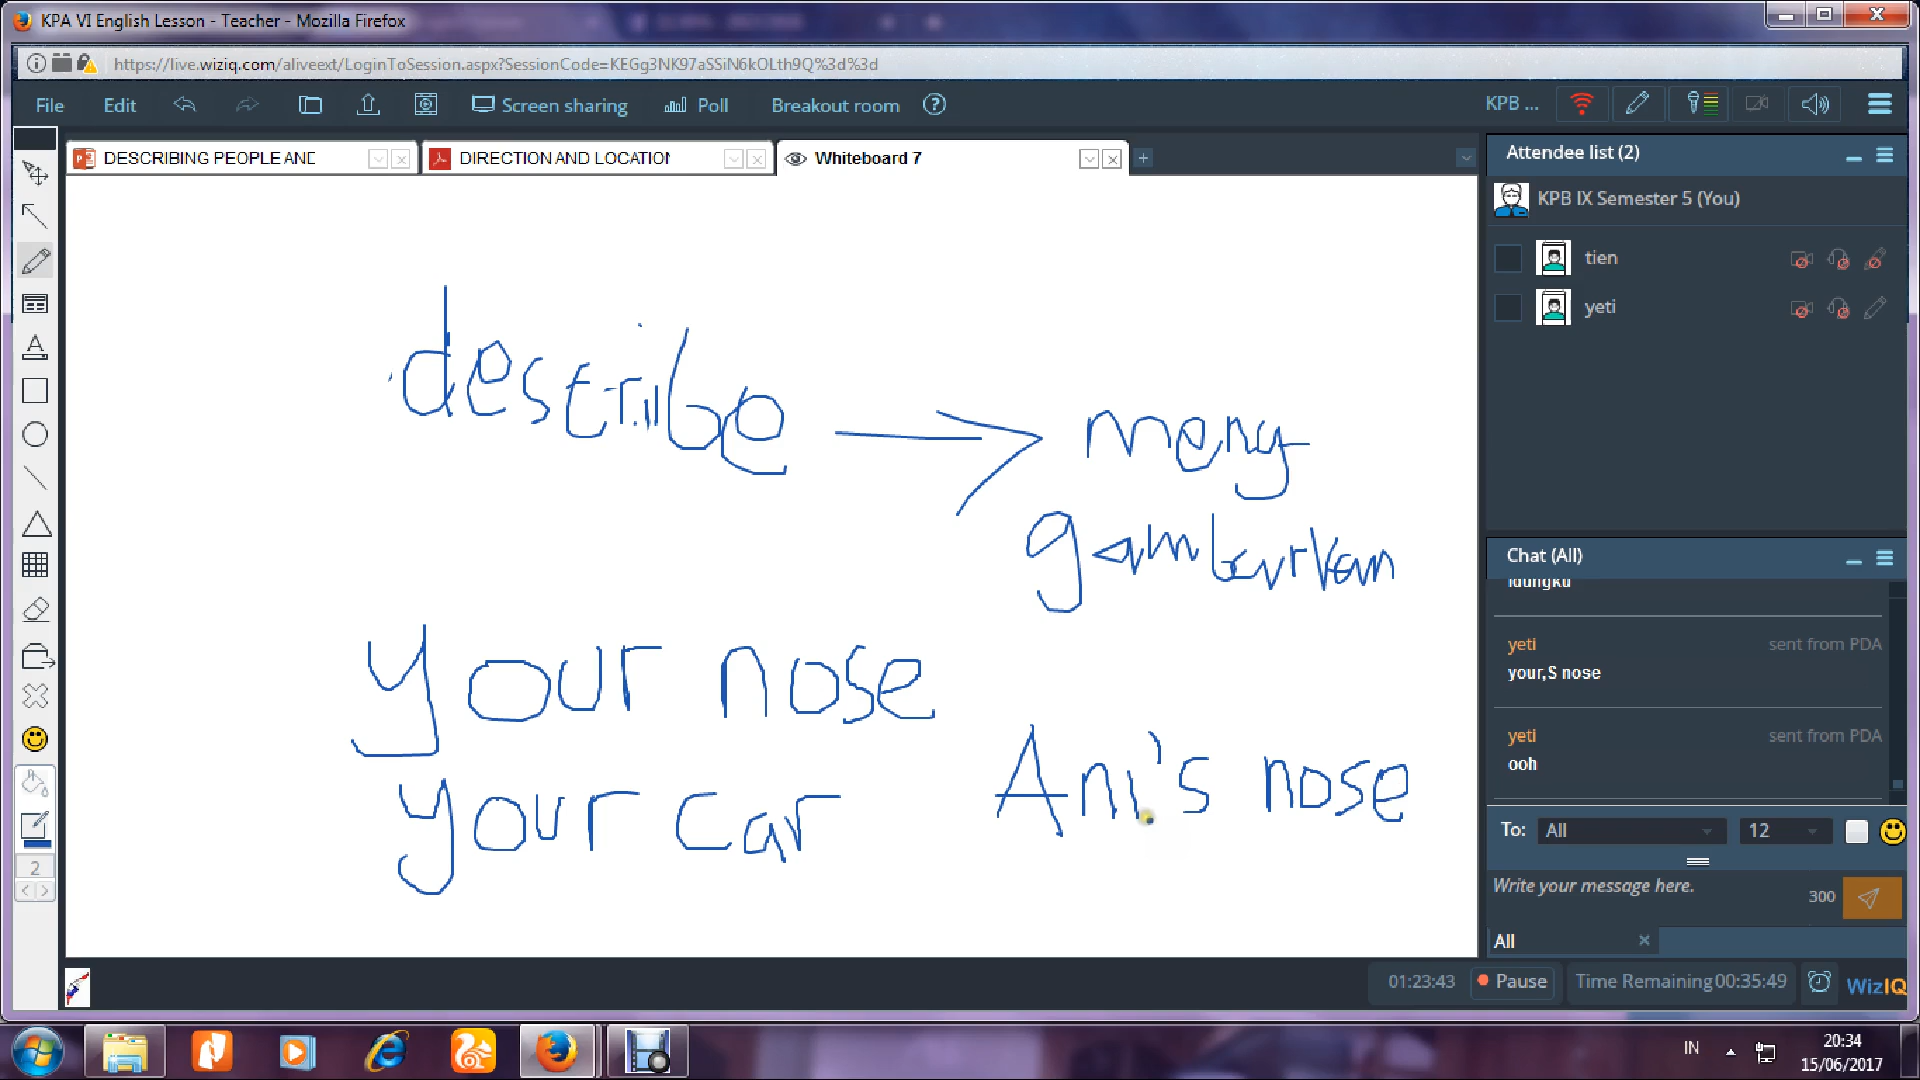 KPA VI English Lesson - Teacher - Mozilla Firefox
https://live.wiziq.com/aliveext/LoginToSession.aspx?SessionCode=KEGg3NK97aSSiN6kOLth9Q%3d%3d
File Edit Screen sharing Poll Breakout room KPB ...
DESCRIBING PEOPLE AND
DIRECTION AND LOCATION
Whiteboard 7
Attendee list (2)
KPB IX Semester 5 (You)
tien
yeti
describe
meng
gambarkan
your nose
your car
Ani's nose
Chat (All)
idungku
yeti sent from PDA
your,S nose
yeti sent from PDA
ooh
To: All 12
Write your message here.
300
All
2
01:23:43 Pause Time Remaining 00:35:49 WizIQ
IN
20:34
15/06/2017